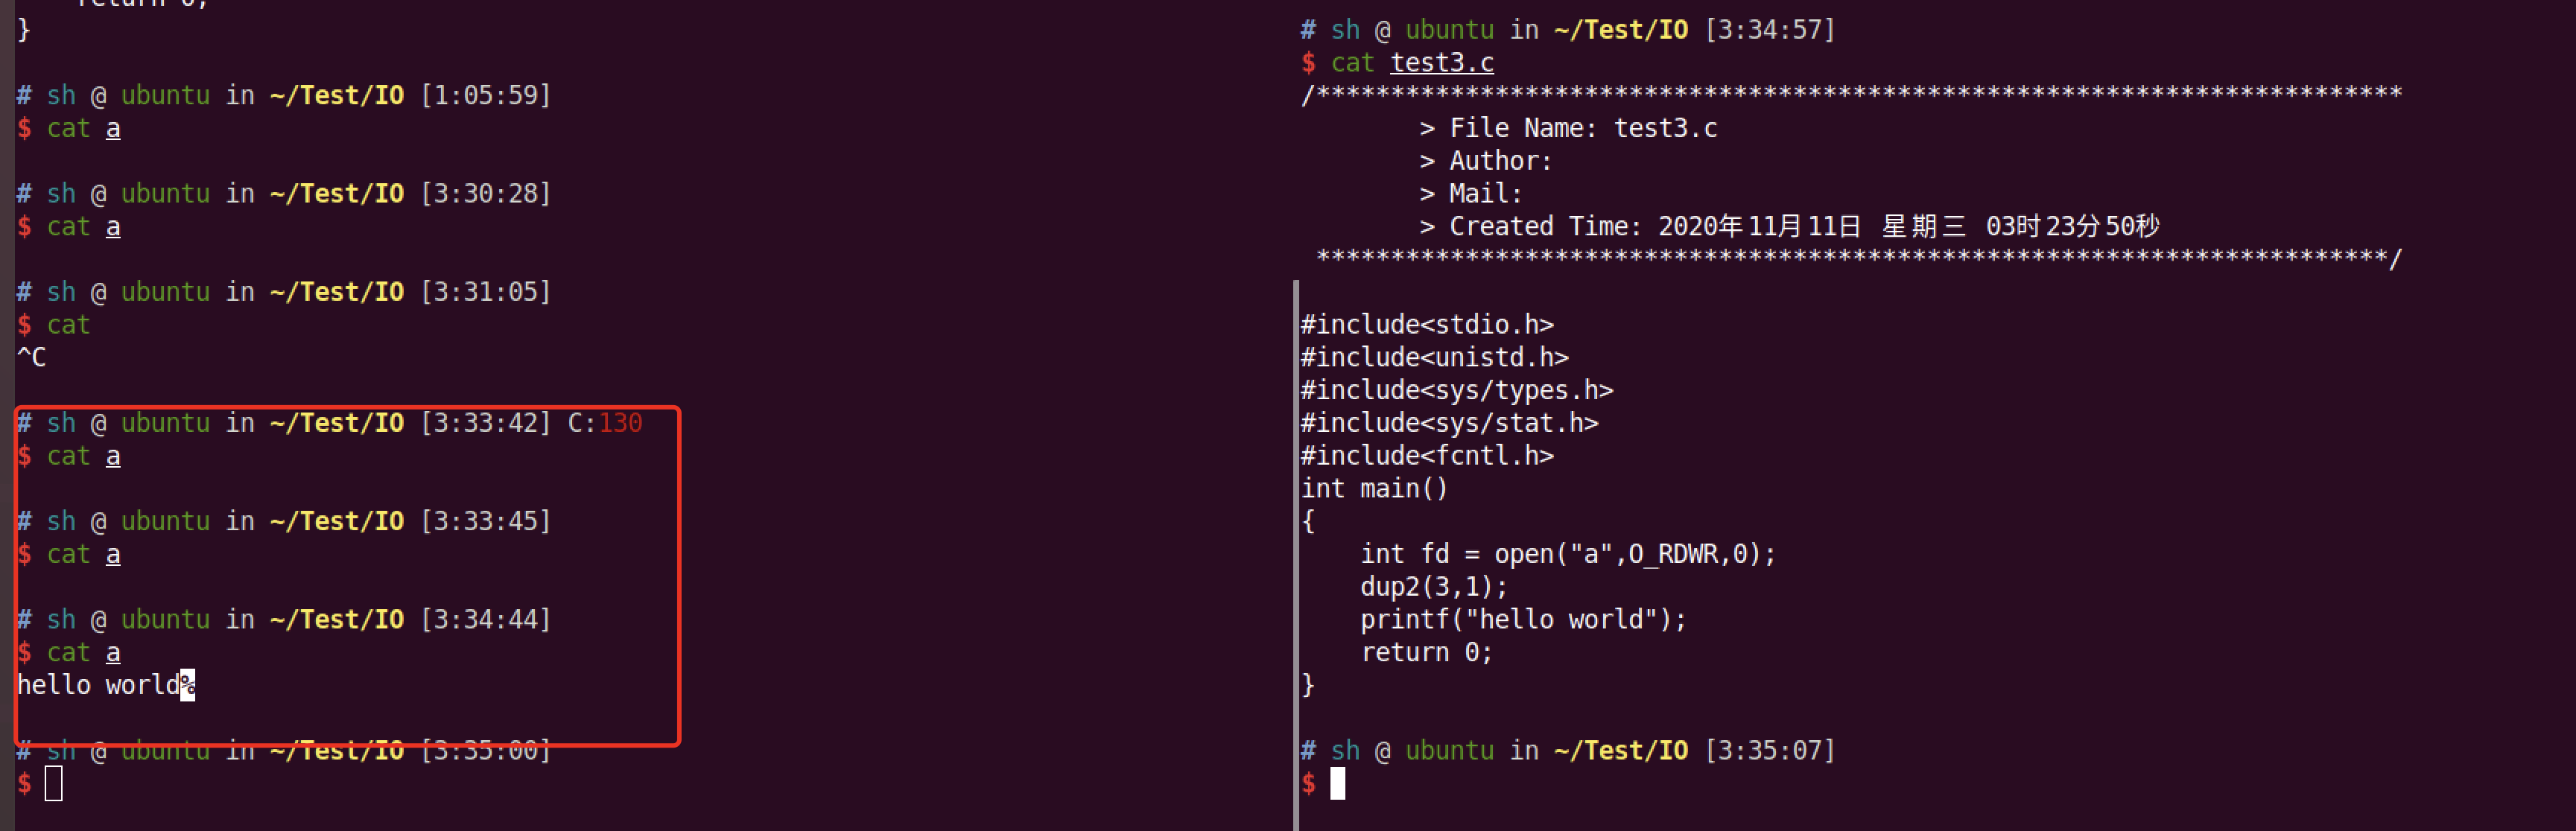 return 0;
}
# sh @ ubuntu in ~/Test/IO [1:05:59]
$ cat a
# sh @ ubuntu in ~/Test/IO [3:30:28]
$ cat a
# sh @ ubuntu in ~/Test/IO [3:31:05]
$ cat
^C
# sh @ ubuntu in ~/Test/IO [3:33:42] C:130
$ cat a
# sh @ ubuntu in ~/Test/IO [3:33:45]
$ cat a
# sh @ ubuntu in ~/Test/IO [3:34:44]
$ cat a
hello world%
# sh @ ubuntu in ~/Test/IO [3:35:00]
$
# sh @ ubuntu in ~/Test/IO [3:34:57]
$ cat test3.c
/*************************************************************************
> File Name: test3.c
> Author:
> Mail:
> Created Time: 2020年11月11日 星期三 03时23分50秒
************************************************************************/
#include<stdio.h>
#include<unistd.h>
#include<sys/types.h>
#include<sys/stat.h>
#include<fcntl.h>
int main()
{
int fd = open("a",O_RDWR,0);
dup2(3,1);
printf("hello world");
return 0;
}
# sh @ ubuntu in ~/Test/IO [3:35:07]
$